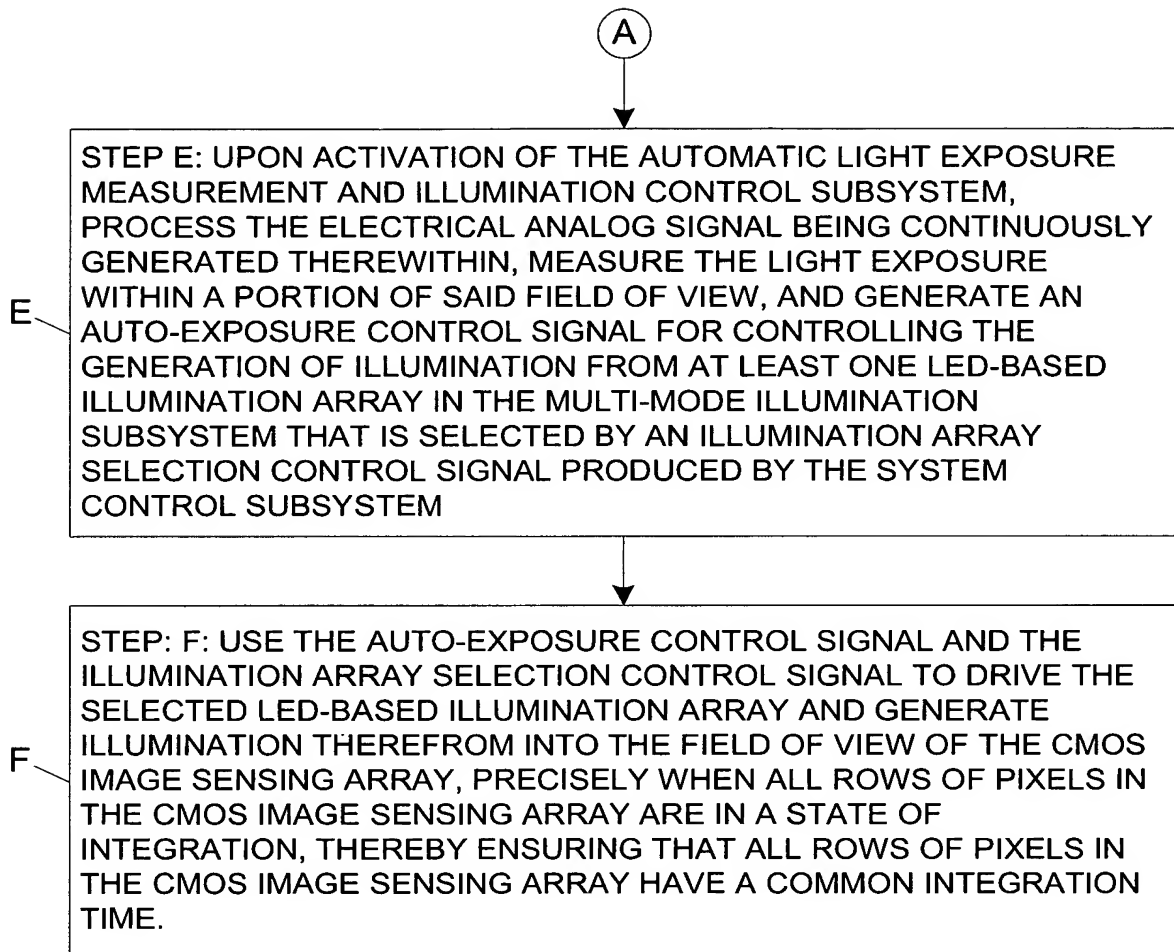 A
STEP E: UPON ACTIVATION OF THE AUTOMATIC LIGHT EXPOSURE
MEASUREMENT AND ILLUMINATION CONTROL SUBSYSTEM,
PROCESS THE ELECTRICAL ANALOG SIGNAL BEING CONTINUOUSLY
GENERATED THEREWITHIN, MEASURE THE LIGHT EXPOSURE
WITHIN A PORTION OF SAID FIELD OF VIEW, AND GENERATE AN
AUTO-EXPOSURE CONTROL SIGNAL FOR CONTROLLING THE
GENERATION OF ILLUMINATION FROM AT LEAST ONE LED-BASED
ILLUMINATION ARRAY IN THE MULTI-MODE ILLUMINATION
SUBSYSTEM THAT IS SELECTED BY AN ILLUMINATION ARRAY
SELECTION CONTROL SIGNAL PRODUCED BY THE SYSTEM
CONTROL SUBSYSTEM
E
STEP: F: USE THE AUTO-EXPOSURE CONTROL SIGNAL AND THE
ILLUMINATION ARRAY SELECTION CONTROL SIGNAL TO DRIVE THE
SELECTED LED-BASED ILLUMINATION ARRAY AND GENERATE
ILLUMINATION THEREFROM INTO THE FIELD OF VIEW OF THE CMOS
IMAGE SENSING ARRAY, PRECISELY WHEN ALL ROWS OF PIXELS IN
THE CMOS IMAGE SENSING ARRAY ARE IN A STATE OF
INTEGRATION, THEREBY ENSURING THAT ALL ROWS OF PIXELS IN
THE CMOS IMAGE SENSING ARRAY HAVE A COMMON INTEGRATION
TIME.
F